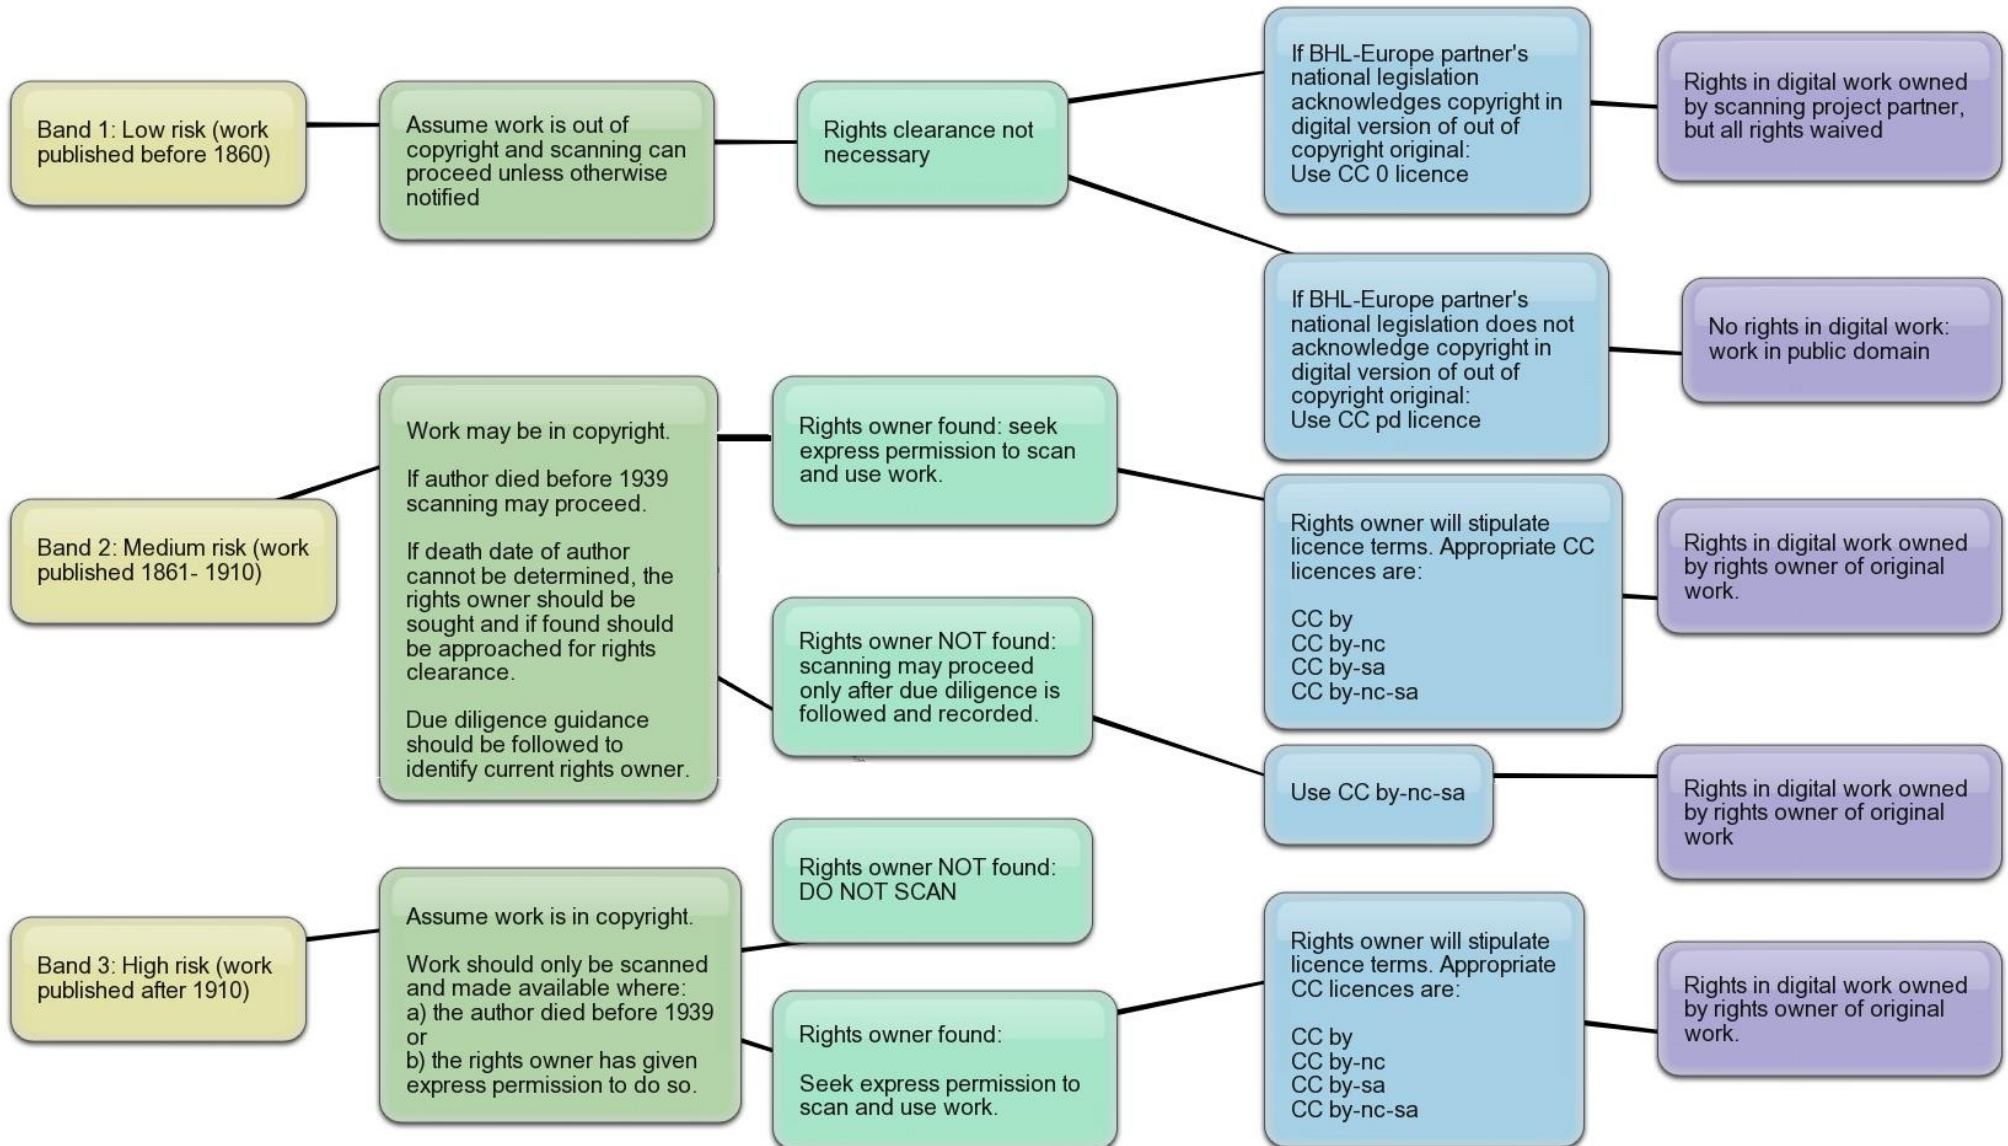 Band 1: Low risk (work
published before 1860)
Assume work is out of
copyright and scanning can
proceed unless otherwise
notified
Rights clearance not
necessary
If BHL-Europe partner's
national legislation
acknowledges copyright in
digital version of out of
copyright original:
Use CC 0 licence
Rights in digital work owned
by scanning project partner,
but all rights waived
If BHL-Europe partner's
national legislation does not
acknowledge copyright in
digital version of out of
copyright original:
Use CC pd licence
No rights in digital work:
work in public domain
Band 2: Medium risk (work
published 1861- 1910)
Work may be in copyright.
If author died before 1939
scanning may proceed.
If death date of author
cannot be determined, the
rights owner should be
sought and if found should
be approached for rights
clearance.
Due diligence guidance
should be followed to
identify current rights owner.
Rights owner found: seek
express permission to scan
and use work.
Rights owner will stipulate
licence terms. Appropriate CC
licences are:
CC by
CC by-nc
CC by-sa
CC by-nc-sa
Rights in digital work owned
by rights owner of original
work.
Rights owner NOT found:
scanning may proceed
only after due diligence is
followed and recorded.
Use CC by-nc-sa
Rights in digital work owned
by rights owner of original
work
Band 3: High risk (work
published after 1910)
Assume work is in copyright.
Work should only be scanned
and made available where:
a) the author died before 1939
or
b) the rights owner has given
express permission to do so.
Rights owner NOT found:
DO NOT SCAN
Rights owner found:
Seek express permission to
scan and use work.
Rights owner will stipulate
licence terms. Appropriate
CC licences are:
CC by
CC by-nc
CC by-sa
CC by-nc-sa
Rights in digital work owned
by rights owner of original
work.